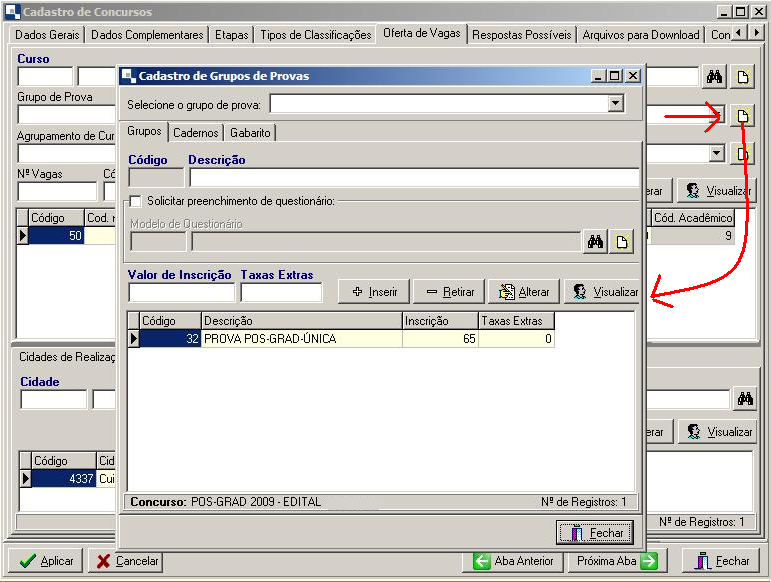 Cadastro de Concursos
Dados Gerais Dados Complementares Etapas Tipos de Classificações Oferta de Vagas Respostas Possíveis Arquivos para Download Con
Curso
Grupo de Prova
Agrupamento de Cur
Nº Vagas Có
erar Visualizar
Código Cod. Cód. Acadêmico
50 9
Cidades de Realizaç
Cidade
erar Visualizar
Código Cid
4337 Cui
Nº de Registros: 1
Cadastro de Grupos de Provas
Selecione o grupo de prova:
Grupos Cadernos Gabarito
Código Descrição
Solicitar preenchimento de questionário:
Modelo de Questionário
Valor de Inscrição Taxas Extras Inserir Retirar Alterar Visualizar
Código Descrição Inscrição Taxas Extras
32 PROVA POS-GRAD-ÚNICA 65 0
Concurso: POS-GRAD 2009 - EDITAL Nº de Registros: 1
Fechar
Aplicar Cancelar Aba Anterior Próxima Aba Fechar